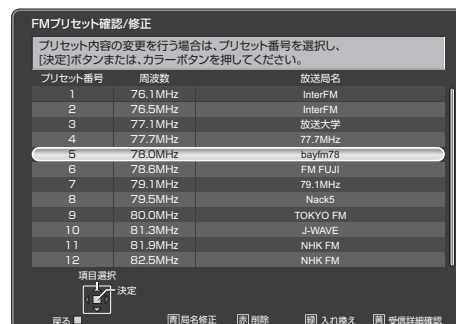 FMプリセット確認/修正
プリセット内容の変更を行う場合は、プリセット番号を選択し、
[決定]ボタンまたは、カラーボタンを押してください。
プリセット番号 周波数 放送局名
1 76.1MHz InterFM
2 76.5MHz InterFM
3 77.1MHz 放送大学
4 77.7MHz 77.7MHz
5 78.0MHz bayfm78
6 78.6MHz FM FUJI
7 79.1MHz 79.1MHz
8 79.5MHz Nack5
9 80.0MHz TOKYO FM
10 81.3MHz J-WAVE
11 81.9MHz NHK FM
12 82.5MHz NHK FM
項目選択
決定
戻る 青 局名修正 赤 削除 緑 入れ換え 黄 受信詳細確認